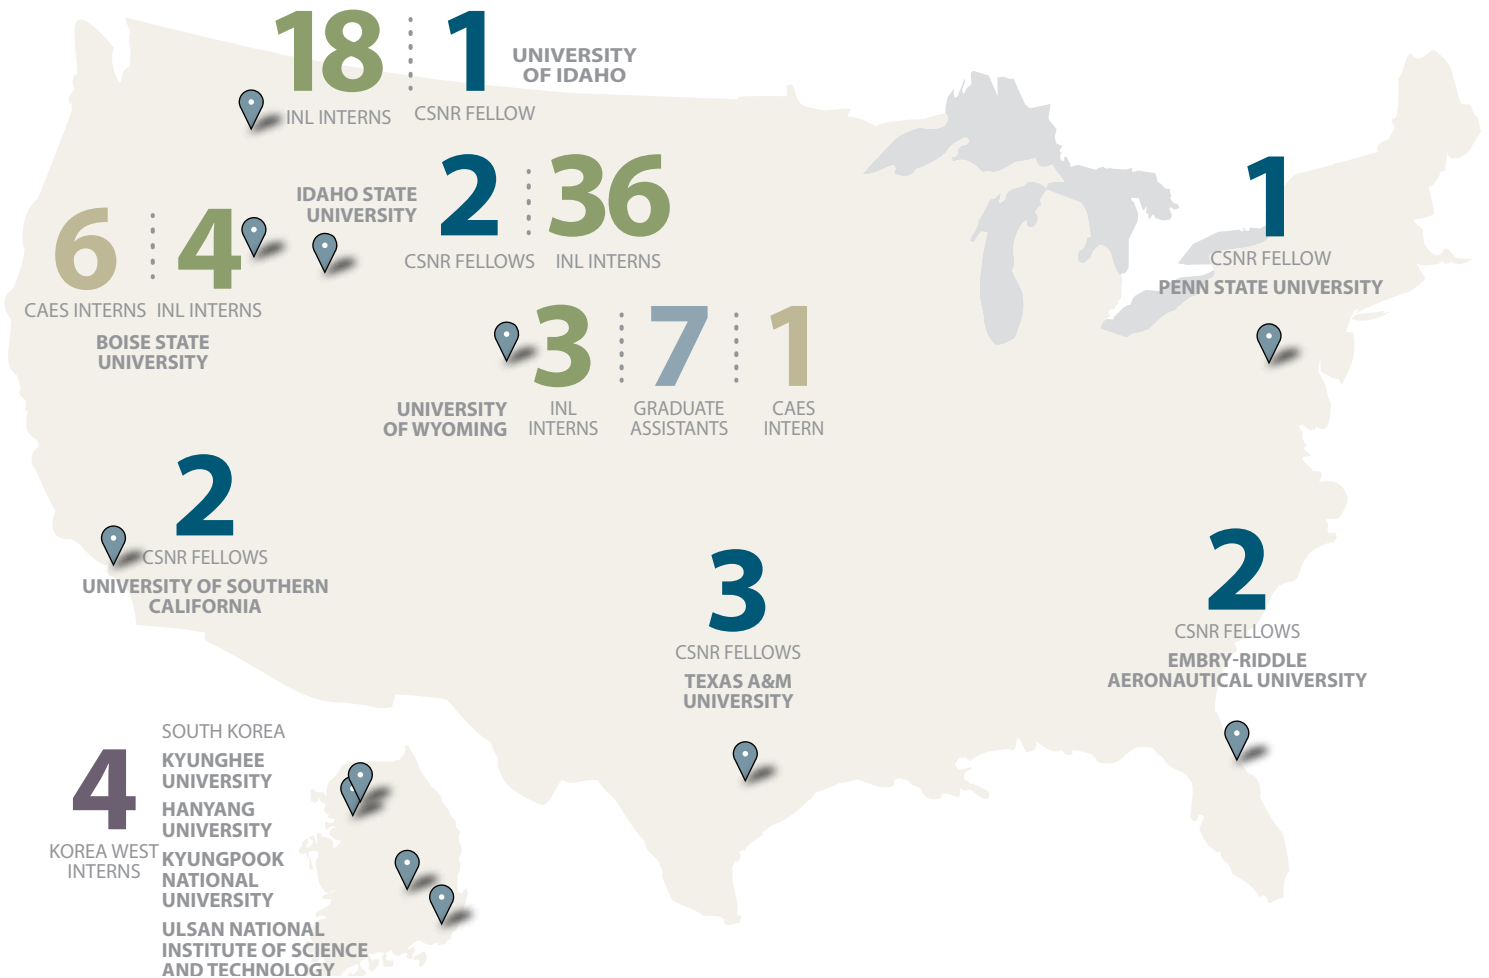 18
INL INTERNS
1
CSNR FELLOW
UNIVERSITY
OF IDAHO
IDAHO STATE
UNIVERSITY
2
CSNR FELLOWS
36
INL INTERNS
6
CAES INTERNS
4
INL INTERNS
BOISE STATE
UNIVERSITY
1
CSNR FELLOW
PENN STATE UNIVERSITY
UNIVERSITY
OF WYOMING
3
INL
INTERNS
7
GRADUATE
ASSISTANTS
1
CAES
INTERN
2
CSNR FELLOWS
UNIVERSITY OF SOUTHERN
CALIFORNIA
3
CSNR FELLOWS
TEXAS A&M
UNIVERSITY
2
CSNR FELLOWS
EMBRY-RIDDLE
AERONAUTICAL UNIVERSITY
4
KOREA WEST
INTERNS
SOUTH KOREA
KYUNGHEE
UNIVERSITY
HANYANG
UNIVERSITY
KYUNGPOOK
NATIONAL
UNIVERSITY
ULSAN NATIONAL
INSTITUTE OF SCIENCE
AND TECHNOLOGY